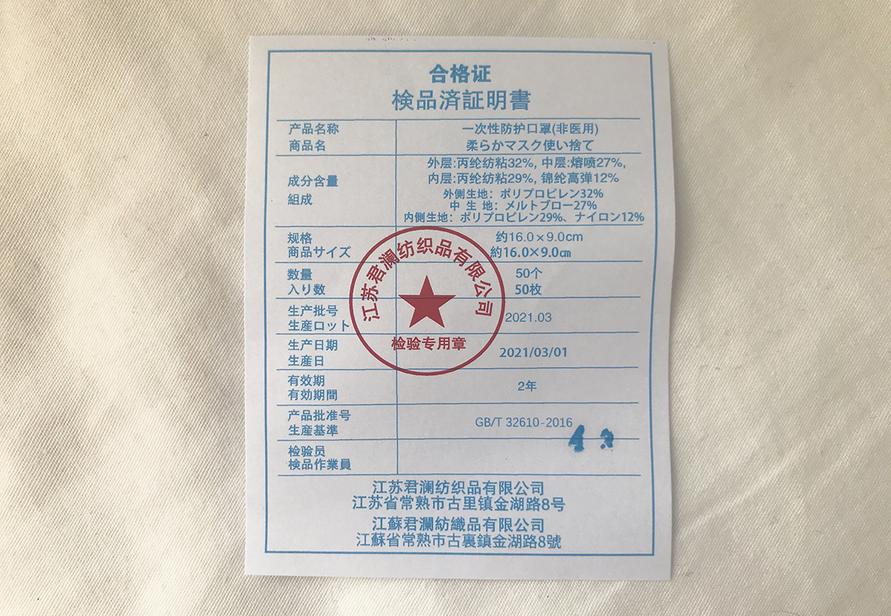 合格证
検品済証明書
产品名称 一次性防护口罩(非医用)
商品名 柔らかマスク使い捨て
成分含量 外层:丙纶纺粘32%, 中层:熔喷27%,
内层:丙纶纺粘29%, 锦纶高弹12%
組成 外側生地：ポリプロピレン32%
中 生 地：メルトブロー27%
内側生地：ポリプロピレン29%、ナイロン12%
规格 约16.0×9.0cm
商品サイズ 約16.0×9.0㎝
数量 50个
入り数 50枚
生产批号
生産ロット 2021.03
生产日期
生産日 2021/03/01
有效期
有効期間 2年
产品批准号
生産基準 GB/T 32610-2016
检验员
検品作業員
江苏君澜纺织品有限公司
检验专用章
江苏君澜纺织品有限公司
江苏省常熟市古里镇金湖路8号
江蘇君瀾紡織品有限公司
江蘇省常熟市古裏鎮金湖路8號